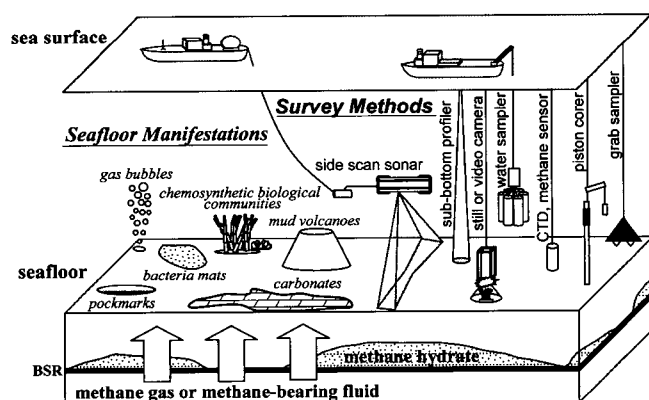 sea surface
Survey Methods
Seafloor Manifestations
gas bubbles
chemosynthetic biological
communities
mud volcanoes
side scan sonar
sub-bottom profiler
still or video camera
water sampler
CTD, methane sensor
piston corer
grab sampler
seafloor
bacteria mats
pockmarks
carbonates
methane hydrate
BSR
methane gas or methane-bearing fluid